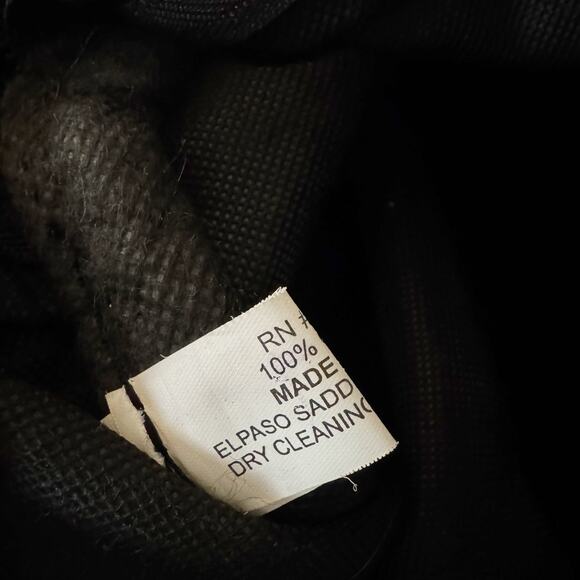 RN #
100%
MADE
ELPASO SADD
DRY CLEANING